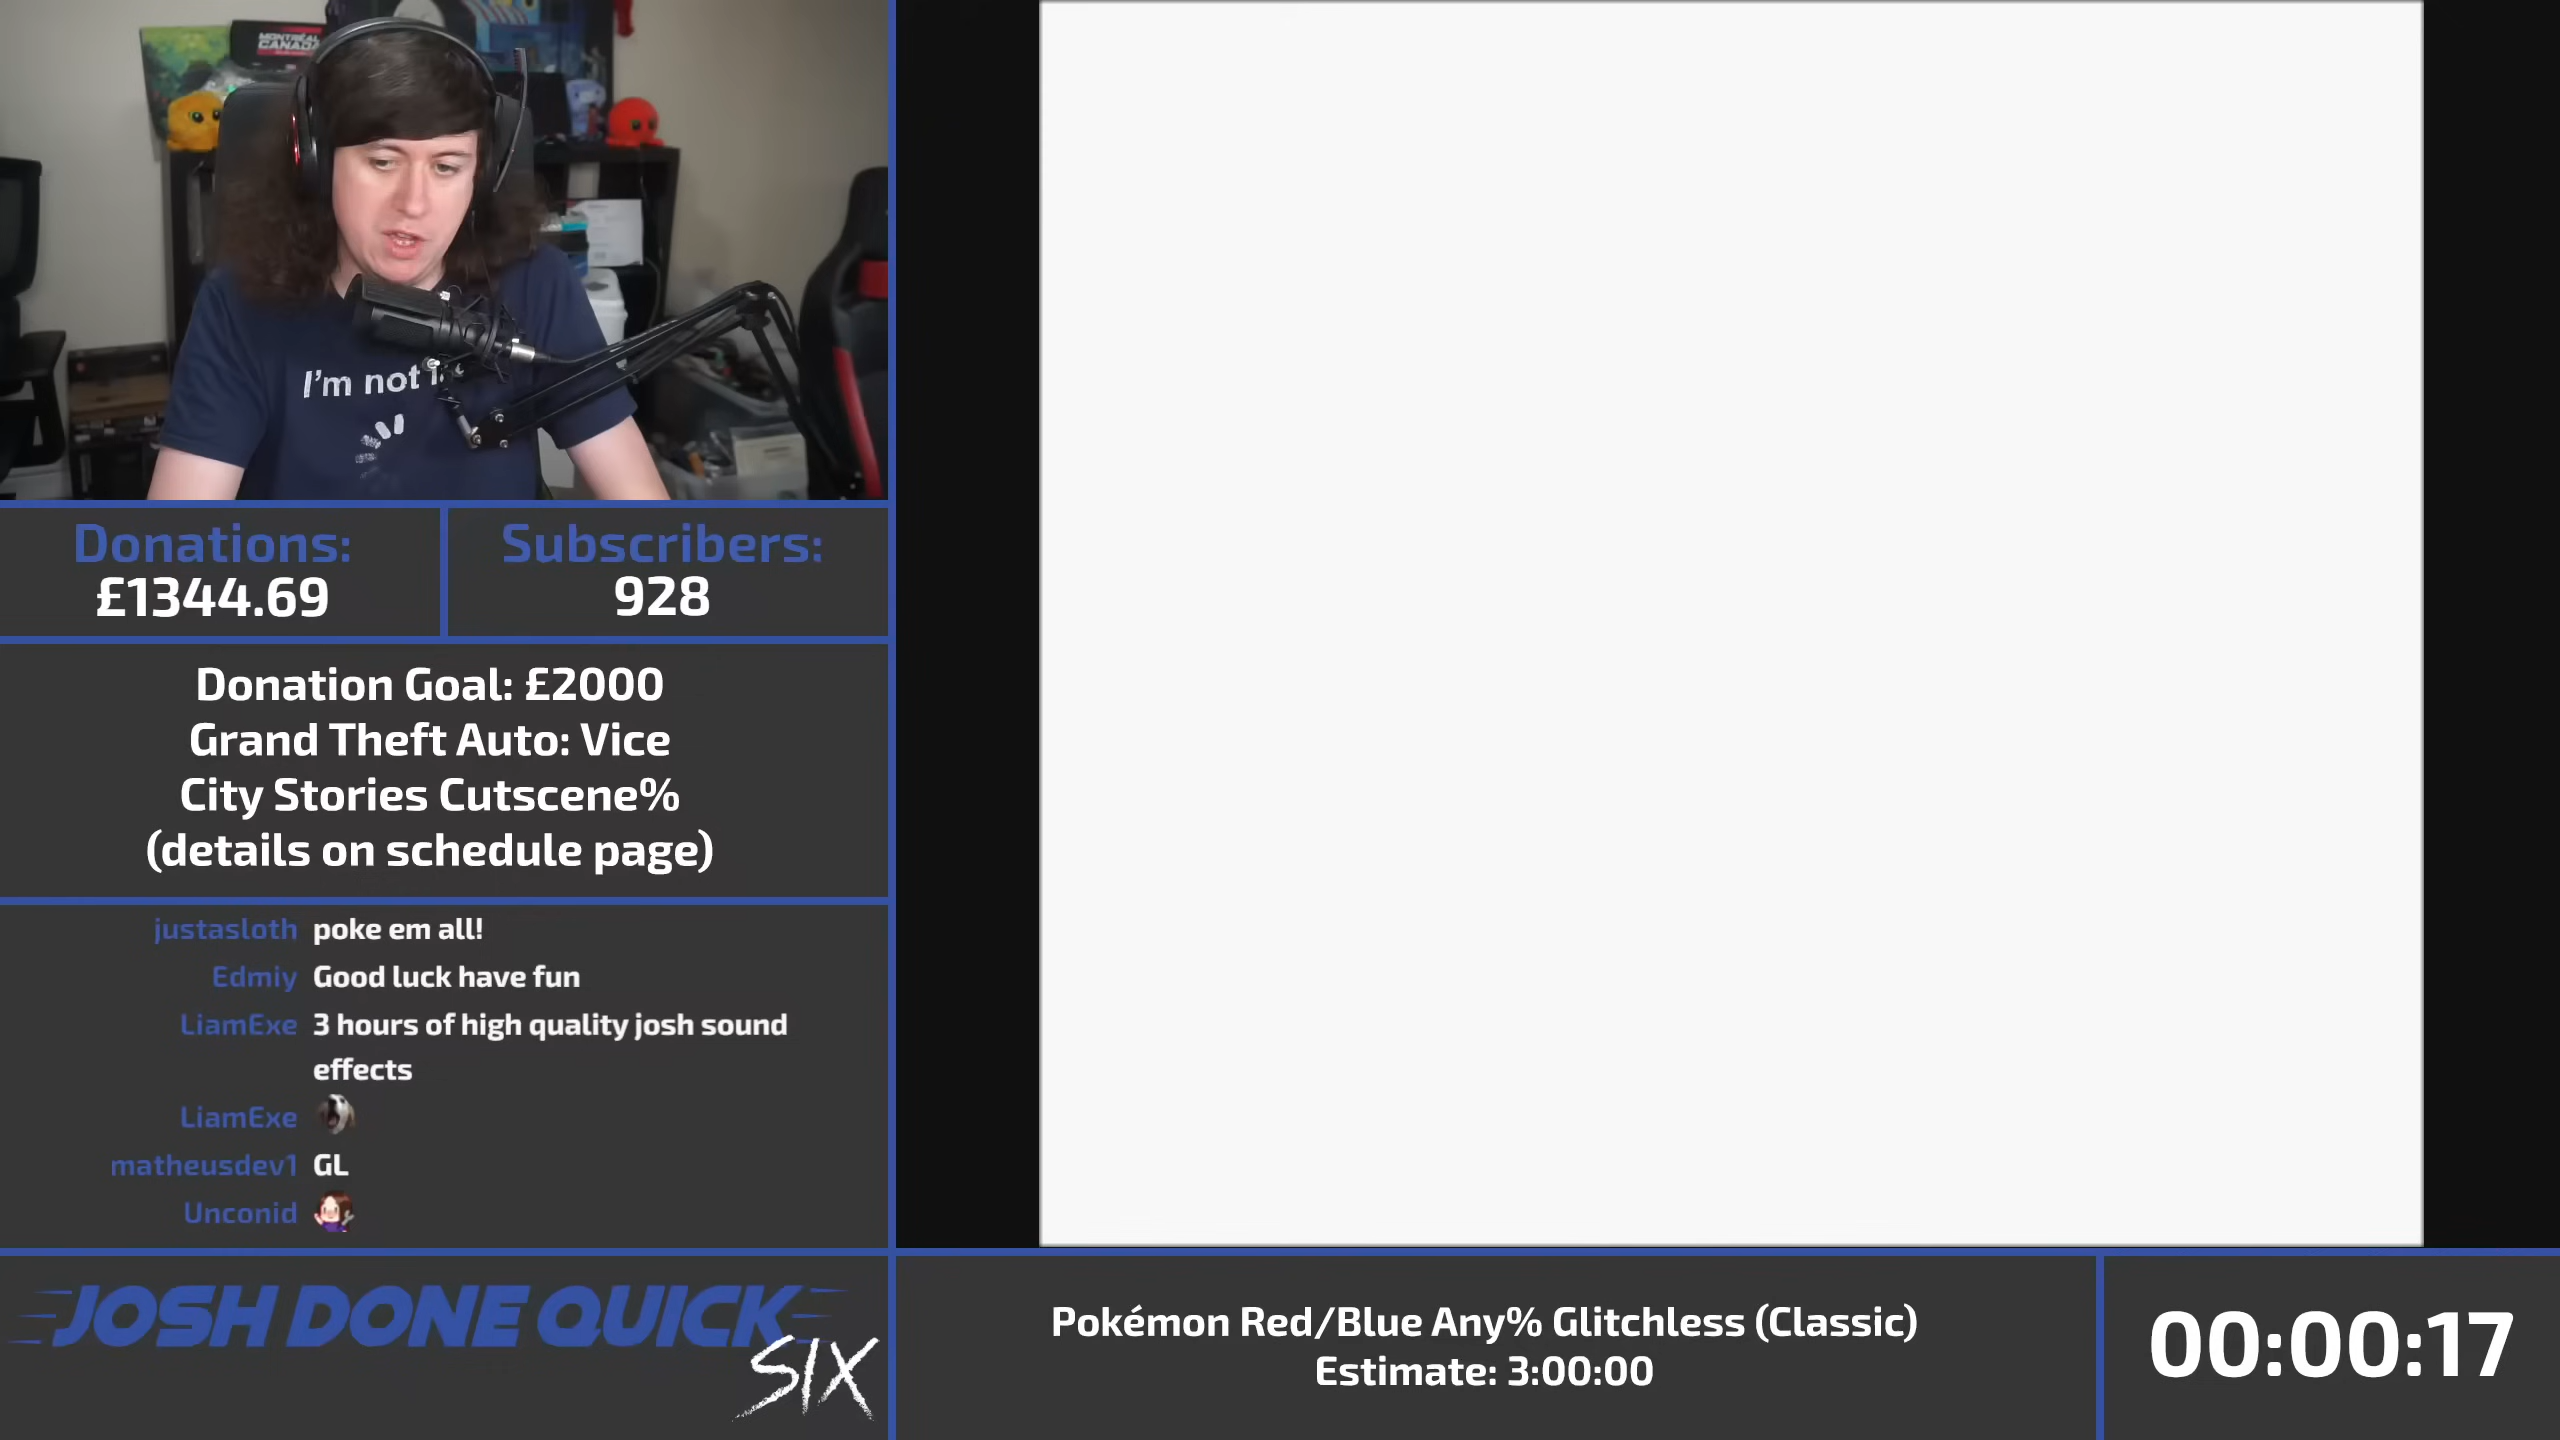 MONTRÉAL
CANADA
I'm not
Donations:
£1344.69
Subscribers:
928
Donation Goal: £2000
Grand Theft Auto: Vice
City Stories Cutscene%
(details on schedule page)
justasloth poke em all!
Edmiy Good luck have fun
LiamExe 3 hours of high quality josh sound
effects
LiamExe
matheusdev1 GL
Unconid
JOSH DONE QUICK
SIX
Pokémon Red/Blue Any% Glitchless (Classic)
Estimate: 3:00:00
00:00:17